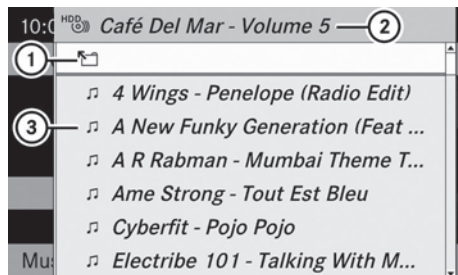 10:0
HDD Café Del Mar - Volume 5 2
1
4 Wings - Penelope (Radio Edit)
3 A New Funky Generation (Feat ...
A R Rabman - Mumbai Theme T...
Ame Strong - Tout Est Bleu
Cyberfit - Pojo Pojo
Mus Electribe 101 - Talking With M...